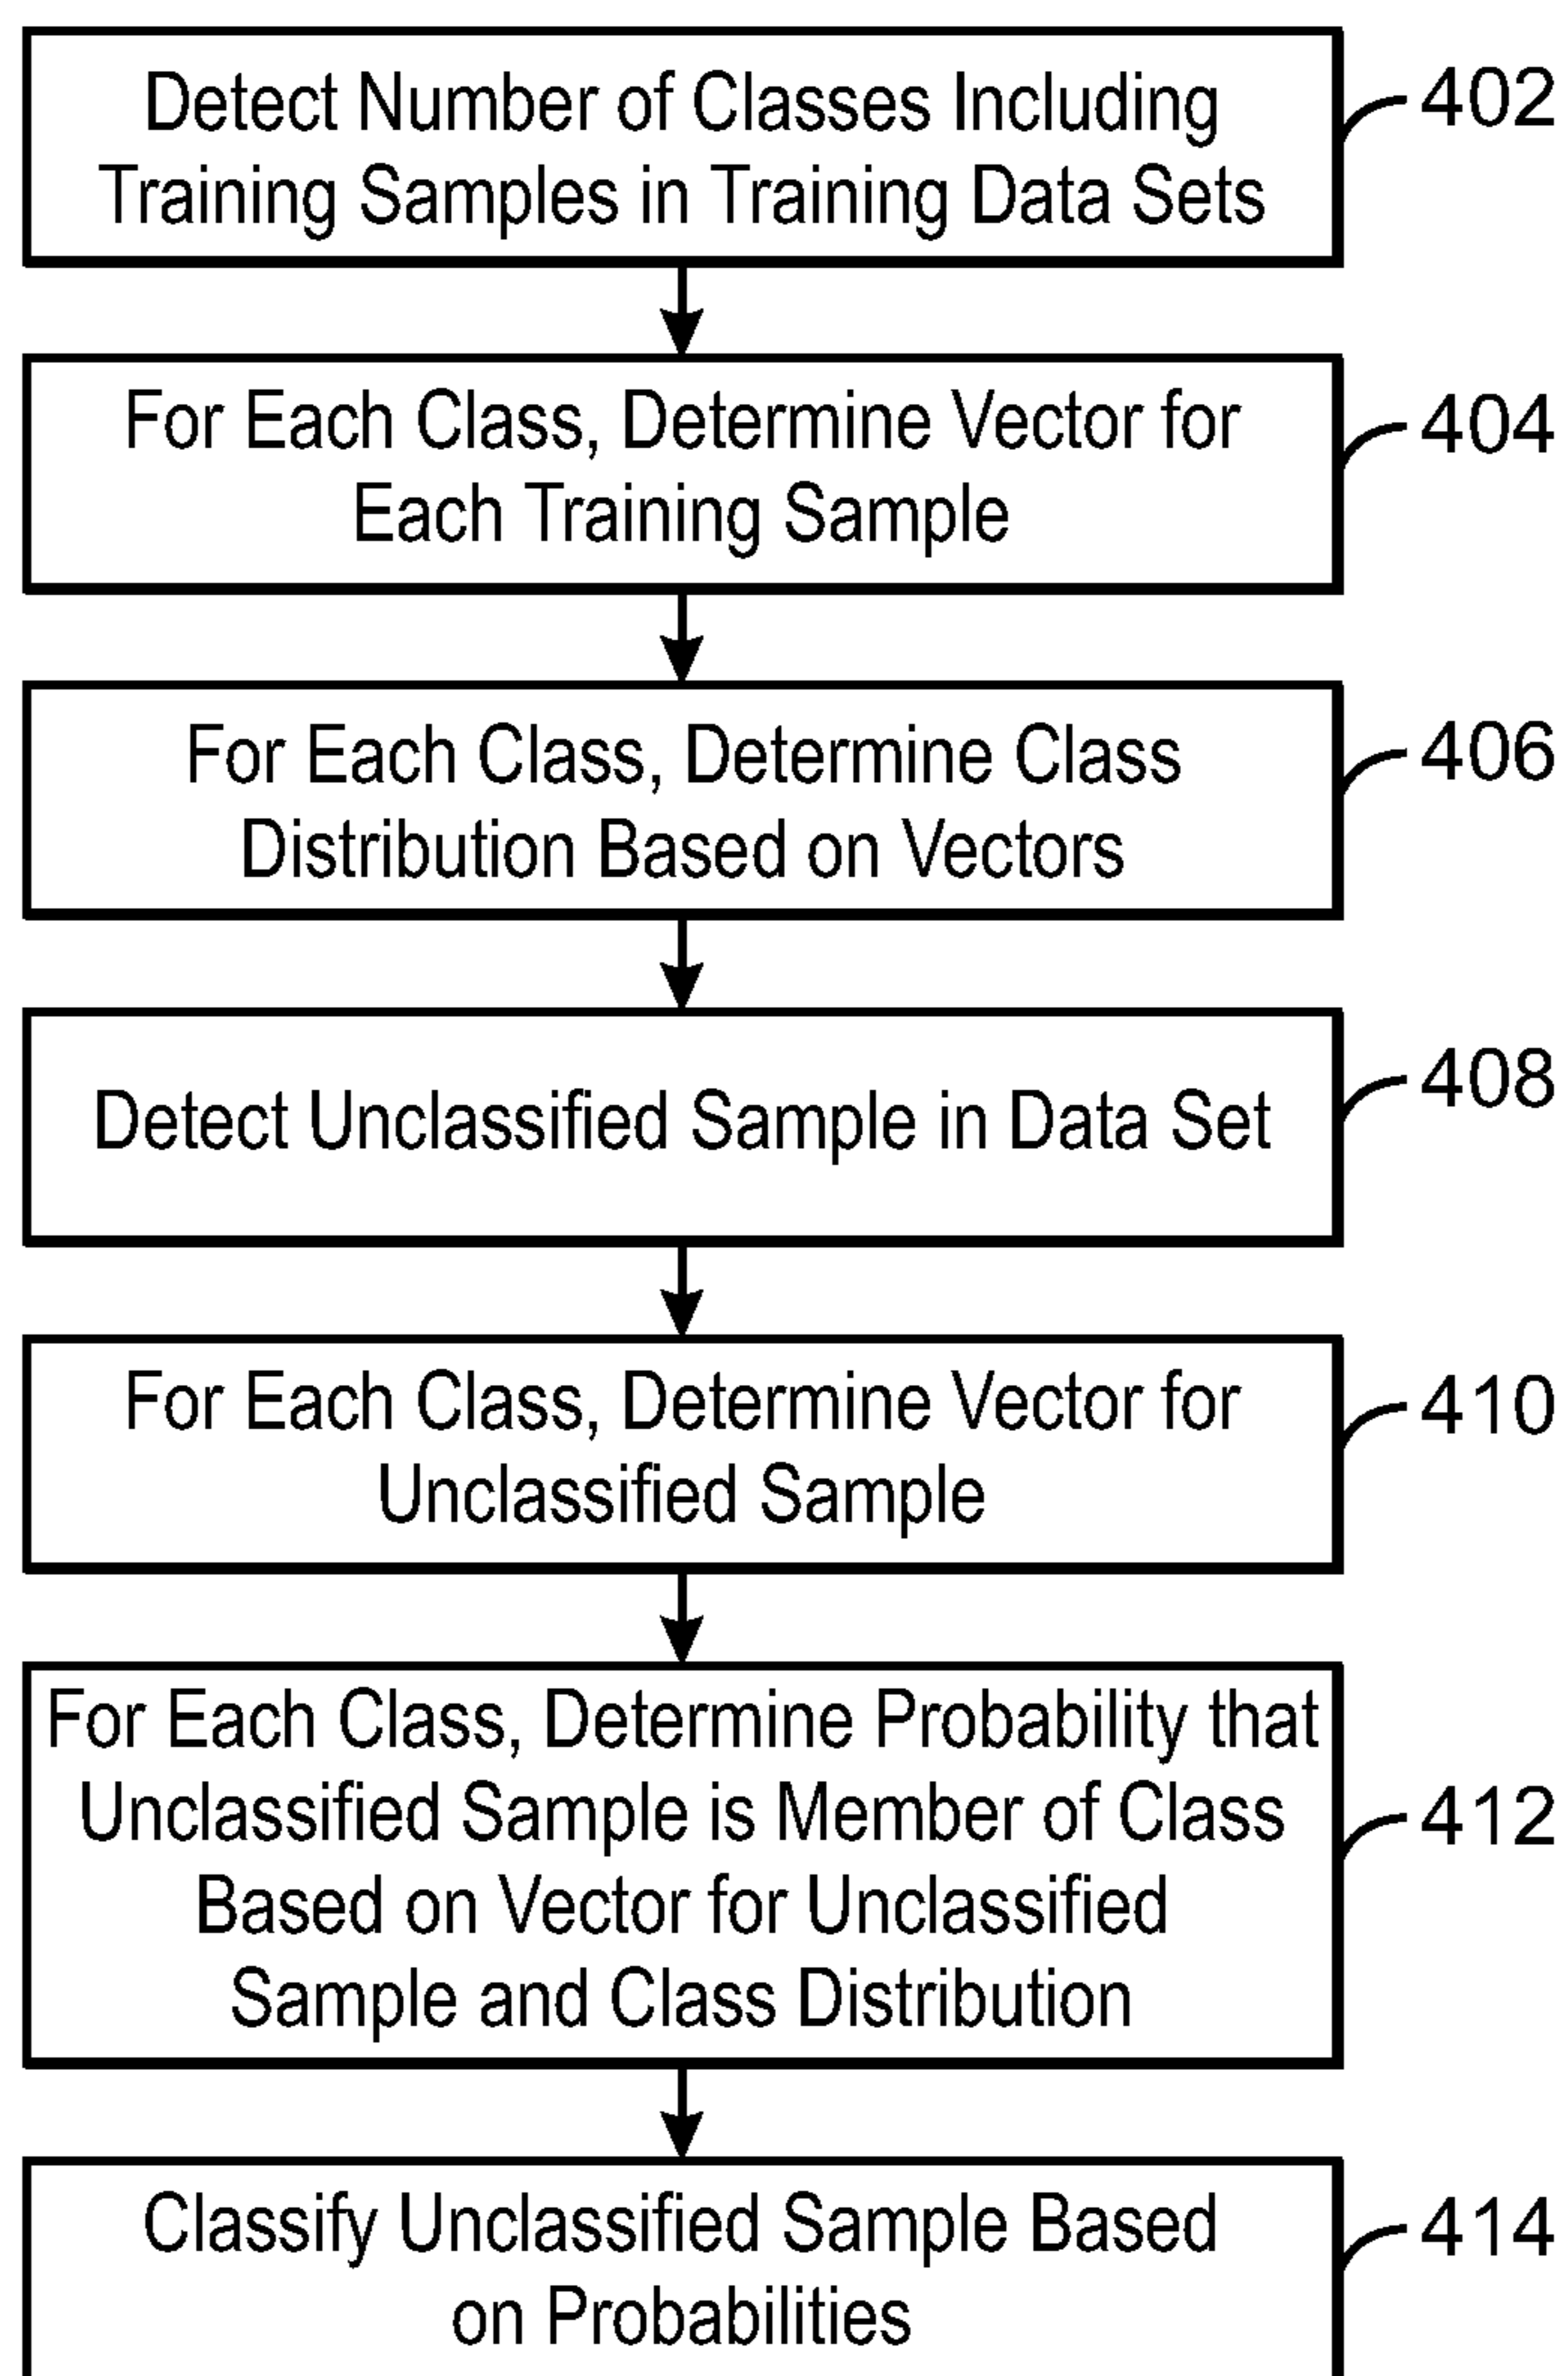 Detect Number of Classes Including
Training Samples in Training Data Sets
402
For Each Class, Determine Vector for
Each Training Sample
404
For Each Class, Determine Class
Distribution Based on Vectors
406
Detect Unclassified Sample in Data Set
408
For Each Class, Determine Vector for
Unclassified Sample
410
For Each Class, Determine Probability that
Unclassified Sample is Member of Class
Based on Vector for Unclassified
Sample and Class Distribution
412
Classify Unclassified Sample Based
on Probabilities
414